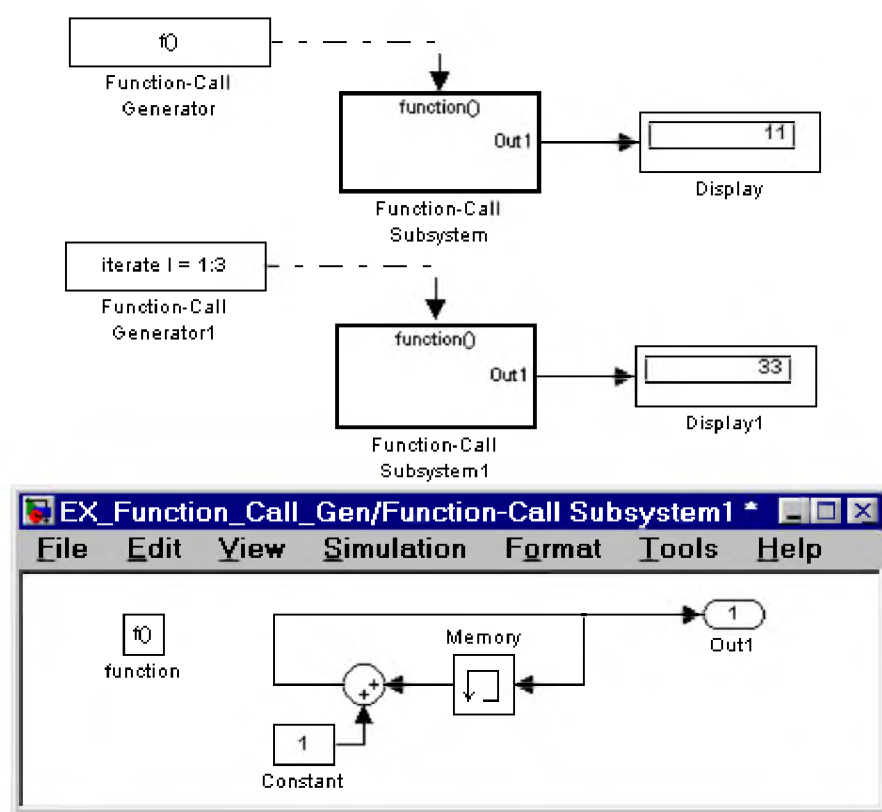 f()
Function-Call
Generator
function()
Out1
11
Display
Function-Call
Subsystem
iterate I = 1:3
Function-Call
Generator1
function()
Out1
33
Display1
Function-Call
Subsystem1
EX_Function_Call_Gen/Function-Call Subsystem1 *
File Edit View Simulation Format Tools Help
f()
function
Memory
1
Out1
1
Constant